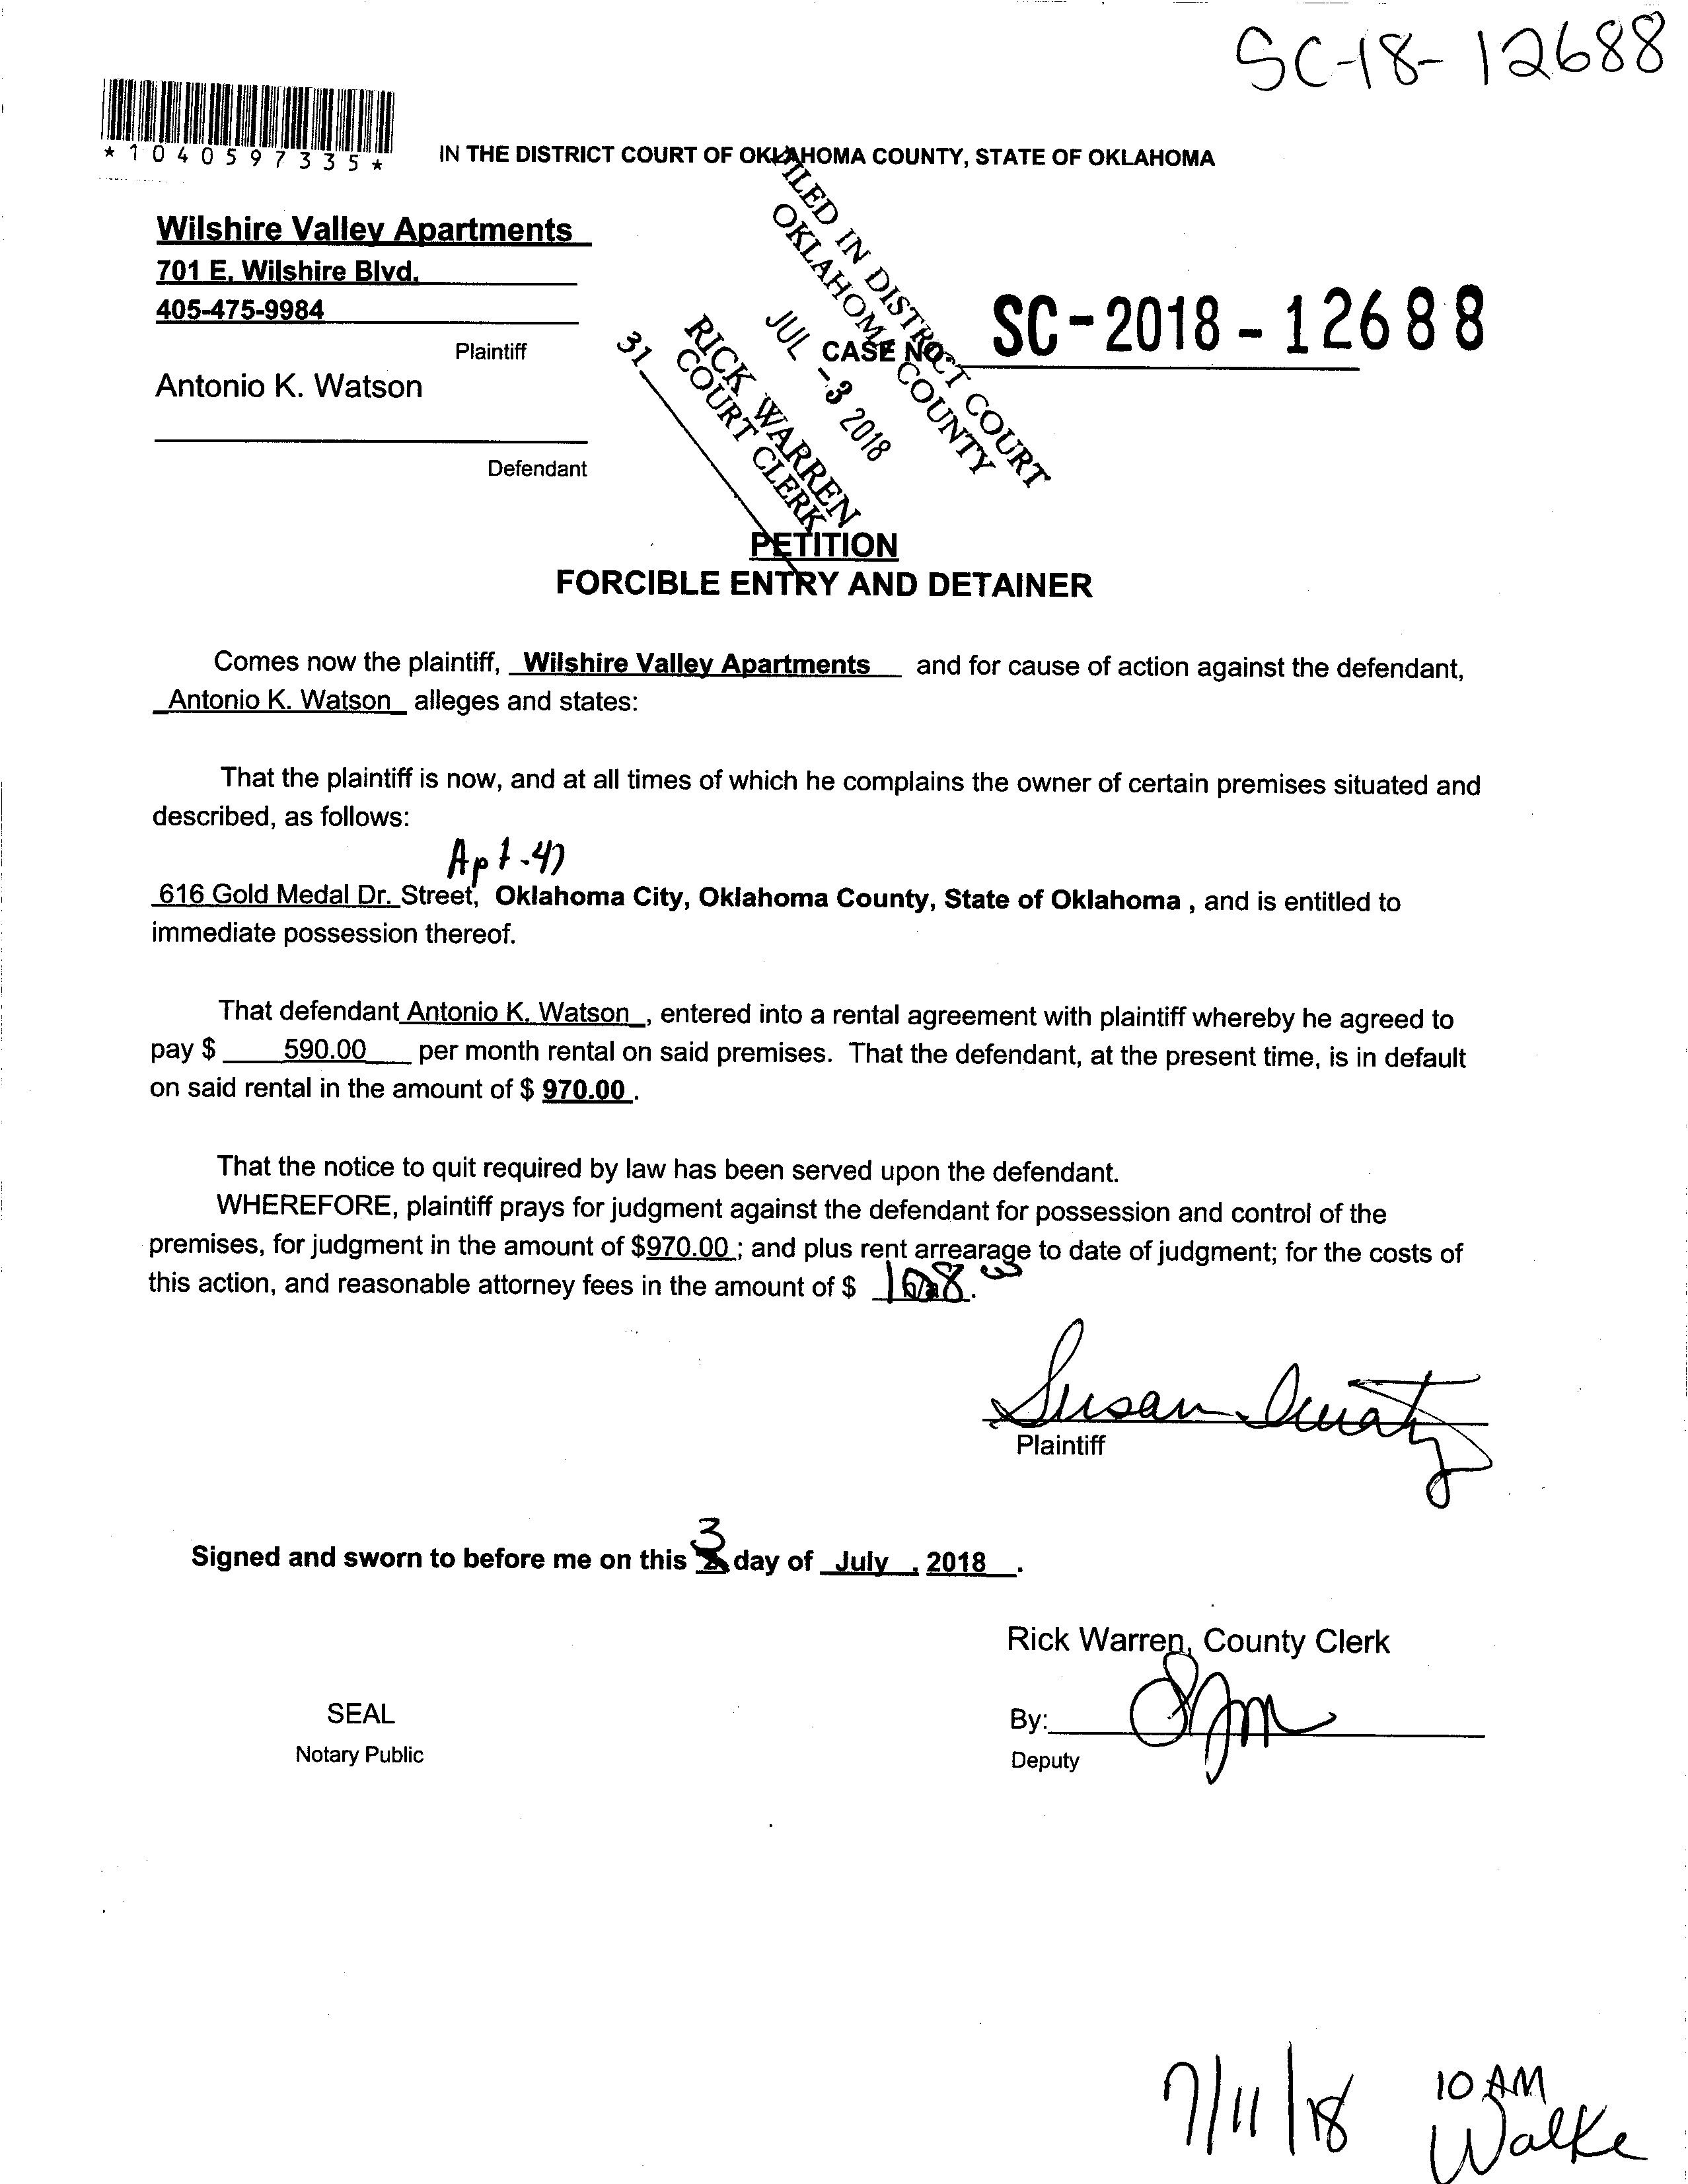 SC-18-12688
*1040597335*
IN THE DISTRICT COURT OF OKLAHOMA COUNTY, STATE OF OKLAHOMA
Wilshire Valley Apartments
701 E. Wilshire Blvd.
405-475-9984
Plaintiff
Antonio K. Watson
Defendant
FILED IN DISTRICT COURT
OKLAHOMA COUNTY
JUL -3 2018
RICK WARREN
COURT CLERK
31
CASE NO. SC-2018-12688
PETITION
FORCIBLE ENTRY AND DETAINER
Comes now the plaintiff, Wilshire Valley Apartments and for cause of action against the defendant,
Antonio K. Watson alleges and states:
That the plaintiff is now, and at all times of which he complains the owner of certain premises situated and
described, as follows:
Apt-47
616 Gold Medal Dr. Street, Oklahoma City, Oklahoma County, State of Oklahoma , and is entitled to
immediate possession thereof.
That defendant Antonio K. Watson , entered into a rental agreement with plaintiff whereby he agreed to
pay $ 590.00 per month rental on said premises. That the defendant, at the present time, is in default
on said rental in the amount of $ 970.00 .
That the notice to quit required by law has been served upon the defendant.
WHEREFORE, plaintiff prays for judgment against the defendant for possession and control of the
premises, for judgment in the amount of $970.00 ; and plus rent arrearage to date of judgment; for the costs of
this action, and reasonable attorney fees in the amount of $
Susan
Plaintiff
Signed and sworn to before me on this 3 day of July , 2018 .
Rick Warren, County Clerk
SEAL
By:
Notary Public
Deputy
7/11/18 10 AM
Walke